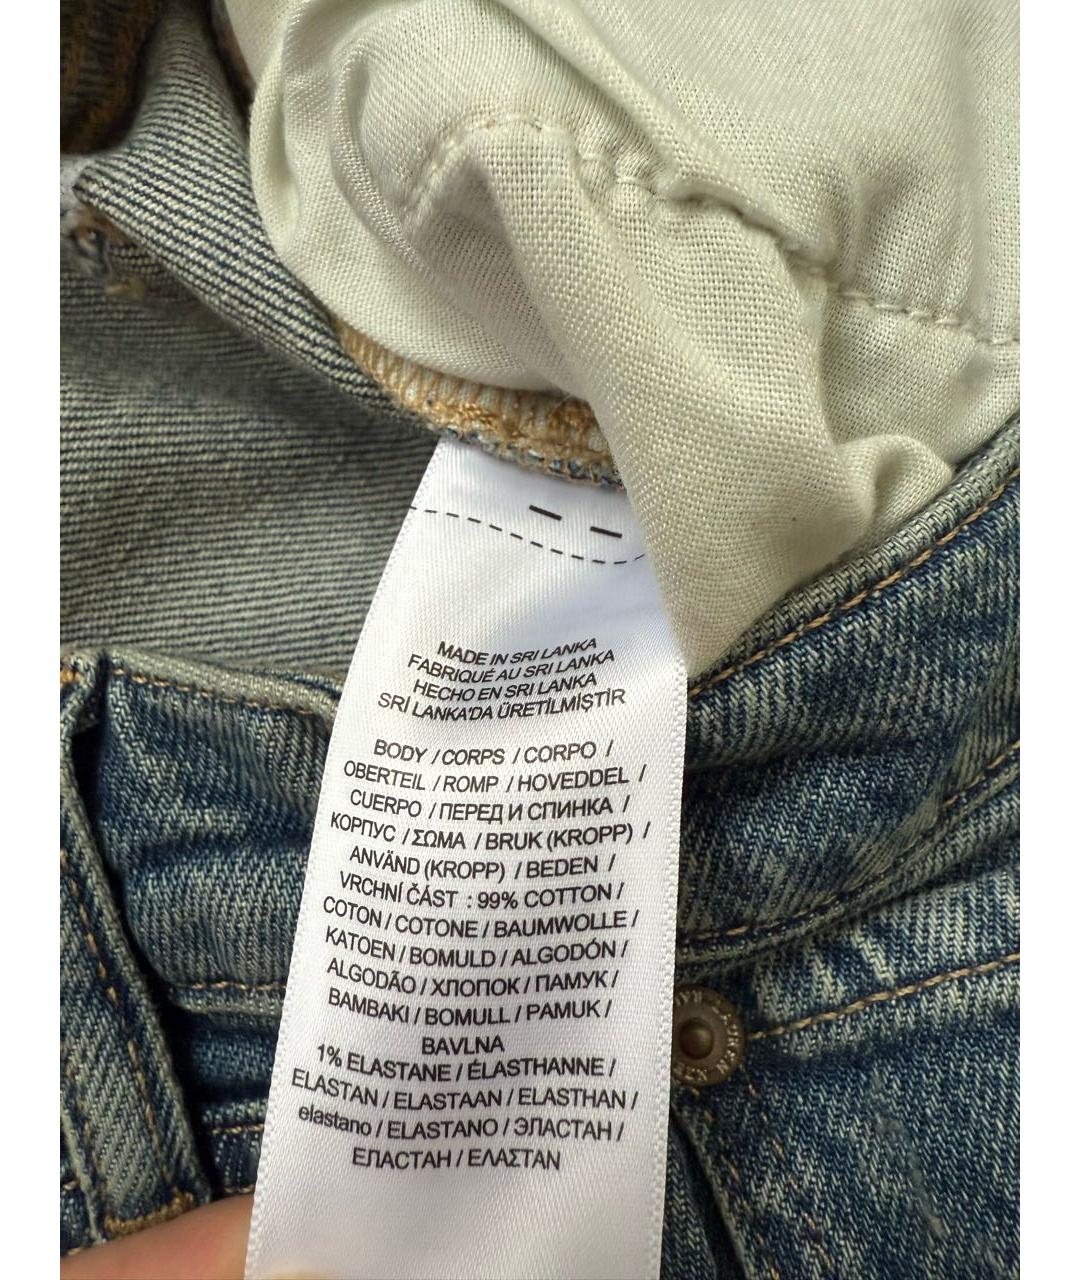 MADE IN SRI LANKA
FABRIQUÉ AU SRI LANKA
HECHO EN SRI LANKA
SRİ LANKA'DA ÜRETİLMİŞTİR
BODY / CORPS / CORPO /
OBERTEIL / ROMP / HOVEDDEL /
CUERPO / ПЕРЕД И СПИНКА /
КОРПУС / ΣΩΜΑ / BRUK (KROPP) /
ANVÄND (KROPP) / BEDEN /
VRCHNÍ ČÁST : 99% COTTON /
COTON / COTONE / BAUMWOLLE /
KATOEN / BOMULD / ALGODÓN /
ALGODÃO / ХЛОПОК / ПАМУК /
BAMBAKI / BOMULL / PAMUK /
BAVLNA
1% ELASTANE / ÉLASTHANNE /
ELASTAN / ELASTAAN / ELASTHAN /
elastano / ELASTANO / ЭЛАСТАН /
ЕЛАСТАН / ΕΛΑΣΤΑΝ